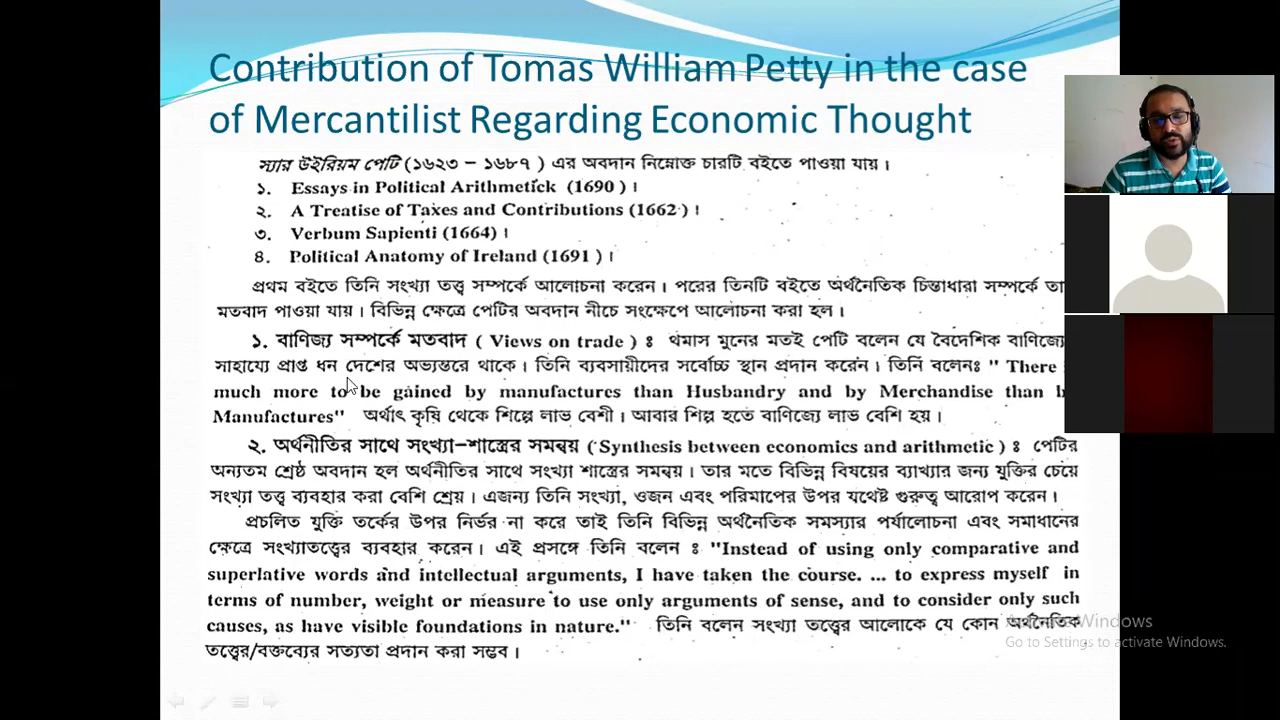 Contribution of Tomas William Petty in the case
of Mercantilist Regarding Economic Thought
স্যার উইরিয়ম পেটি (১৬২৩ – ১৬৮৭ ) এর অবদান নিম্নোক্ত চারটি বইতে পাওয়া যায় ।
১. Essays in Political Arithmetick (1690 ) ।
২. A Treatise of Taxes and Contributions (1662 ) ।
৩. Verbum Sapienti (1664) ।
৪. Political Anatomy of Ireland (1691 ) ।
প্রথম বইতে তিনি সংখ্যা তত্ত্ব সম্পর্কে আলোচনা করেন । পরের তিনটি বইতে অর্থনৈতিক চিন্তাধারা সম্পর্কে তা
মতবাদ পাওয়া যায় । বিভিন্ন ক্ষেত্রে পেটির অবদান নীচে সংক্ষেপে আলোচনা করা হল ।
১. বাণিজ্য সম্পর্কে মতবাদ ( Views on trade ) ঃ থমাস মুনের মতই পেটি বলেন যে বৈদেশিক বাণিজ্যে
সাহায্যে প্রাপ্ত ধন দেশের অভ্যন্তরে থাকে । তিনি ব্যবসায়ীদের সর্বোচ্চ স্থান প্রদান করেন । তিনি বলেনঃ " There
much more to be gained by manufactures than Husbandry and by Merchandise than b
Manufactures" অর্থাৎ কৃষি থেকে শিল্পে লাভ বেশী । আবার শিল্প হতে বাণিজ্যে লাভ বেশি হয় ।
২. অর্থনীতির সাথে সংখ্যা–শাস্ত্রের সমন্বয় ( Synthesis between economics and arithmetic ) ঃ পেটির
অন্যতম শ্রেষ্ঠ অবদান হল অর্থনীতির সাথে সংখ্যা শাস্ত্রের সমন্বয় । তার মতে বিভিন্ন বিষয়ের ব্যাখ্যার জন্য যুক্তির চেয়ে
সংখ্যা তত্ত্ব ব্যবহার করা বেশি শ্রেয় । এজন্য তিনি সংখ্যা, ওজন এবং পরিমাপের উপর যথেষ্ট গুরুত্ব আরোপ করেন ।
প্রচলিত যুক্তি তর্কের উপর নির্ভর না করে তাই তিনি বিভিন্ন অর্থনৈতিক সমস্যার পর্যালোচনা এবং সমাধানের
ক্ষেত্রে সংখ্যাতত্ত্বের ব্যবহার করেন । এই প্রসঙ্গে তিনি বলেন ঃ "Instead of using only comparative and
superlative words and intellectual arguments, I have taken the course. ... to express myself in
terms of number, weight or measure to use only arguments of sense, and to consider only such
causes, as have visible foundations in nature." তিনি বলেন সংখ্যা তত্ত্বের আলোকে যে কোন অর্থনৈতিক
তত্ত্বের/বক্তব্যের সত্যতা প্রদান করা সম্ভব ।
Activate Windows
Go to Settings to activate Windows.